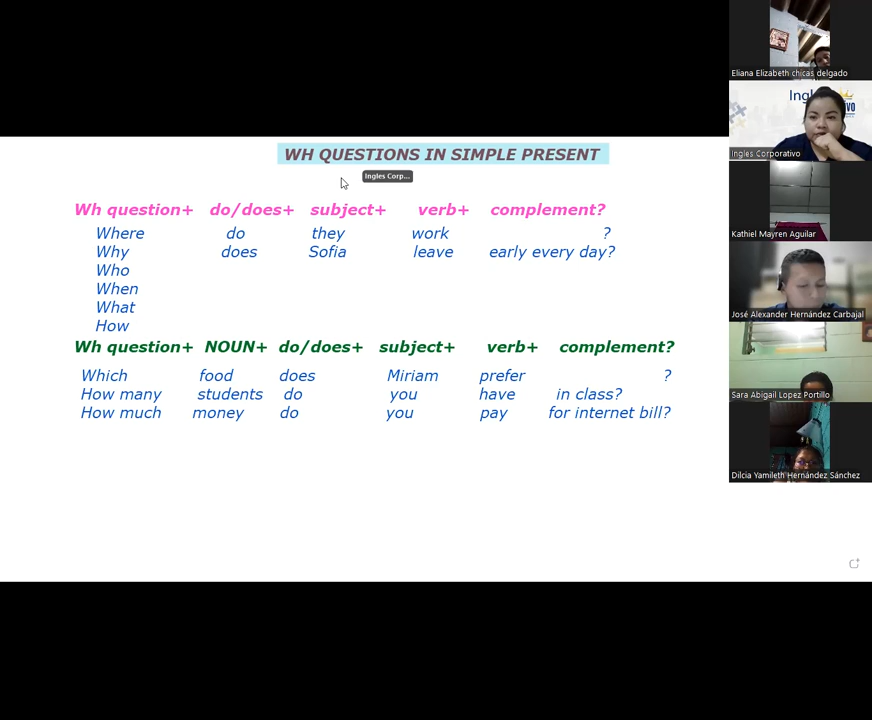 WH QUESTIONS IN SIMPLE PRESENT
Ingles Corp...
Wh question+ do/does+ subject+ verb+ complement?
Where do they work ?
Why does Sofia leave early every day?
Who
When
What
How
Wh question+ NOUN+ do/does+ subject+ verb+ complement?
Which food does Miriam prefer ?
How many students do you have in class?
How much money do you pay for internet bill?
Eliana Elizabeth chicas delgado
Ingles Corporativo
Kathiel Mayren Aguilar
José Alexander Hernández Carbajal
Sara Abigail Lopez Portillo
Dilcia Yamileth Hernández Sánchez